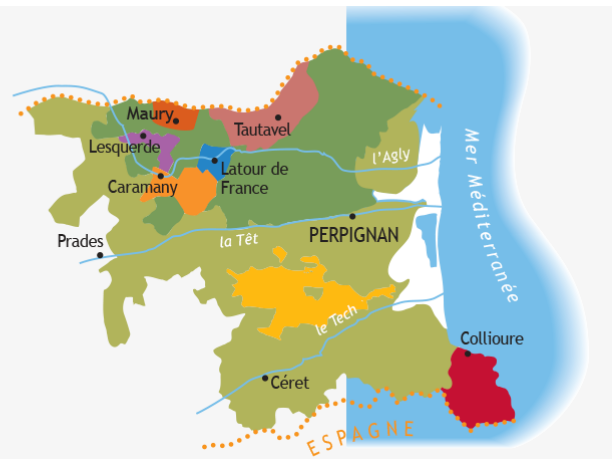 Maury
Tautavel
Lesquerde
l'Agly
Latour de
France
Caramany
Mer Méditerranée
Prades
la Têt
PERPIGNAN
le Tech
Collioure
Céret
ESPAGNE